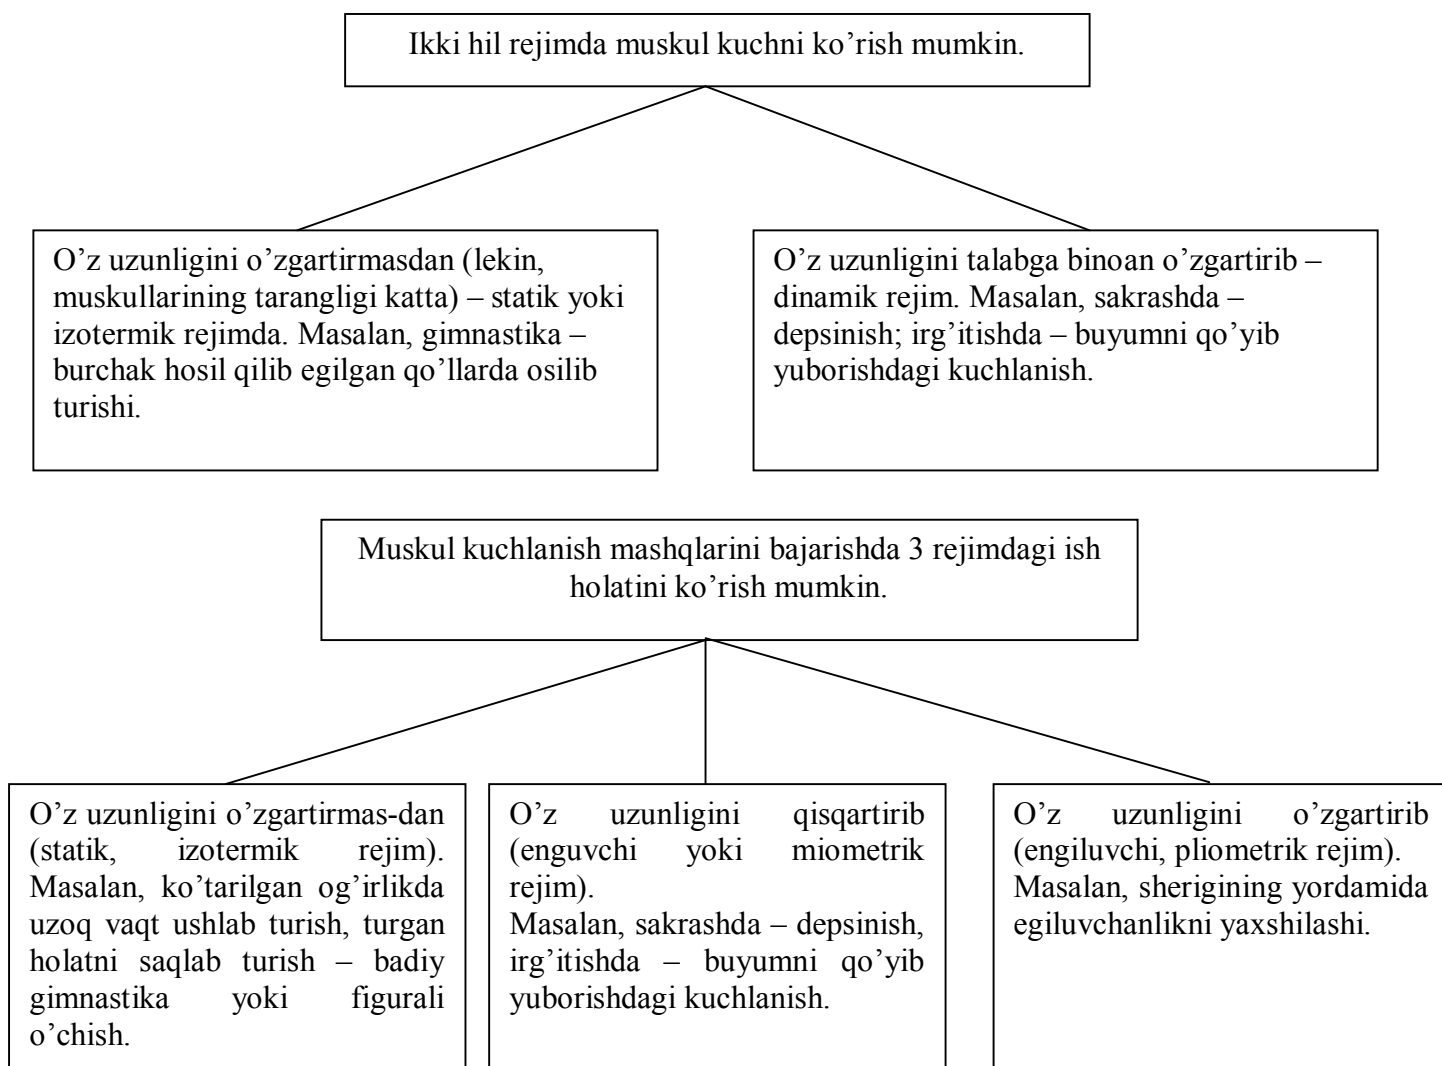 Ikki hil rejimda muskul kuchni ko’rish mumkin.
O’z uzunligini o’zgartirmasdan (lekin,
muskullarining tarangligi katta) – statik yoki
izotermik rejimda. Masalan, gimnastika –
burchak hosil qilib egilgan qo’llarda osilib
turishi.
O’z uzunligini talabga binoan o’zgartirib –
dinamik rejim. Masalan, sakrashda –
depsinish; irg’itishda – buyumni qo’yib
yuborishdagi kuchlanish.
Muskul kuchlanish mashqlarini bajarishda 3 rejimdagi ish
holatini ko’rish mumkin.
O’z uzunligini o’zgartirmas-dan
(statik, izotermik rejim).
Masalan, ko’tarilgan og’irlikda
uzoq vaqt ushlab turish, turgan
holatni saqlab turish – badiy
gimnastika yoki figurali
o’chish.
O’z uzunligini qisqartirib
(enguvchi yoki miometrik
rejim).
Masalan, sakrashda – depsinish,
irg’itishda – buyumni qo’yib
yuborishdagi kuchlanish.
O’z uzunligini o’zgartirib
(engiluvchi, pliometrik rejim).
Masalan, sherigining yordamida
egiluvchanlikni yaxshilashi.